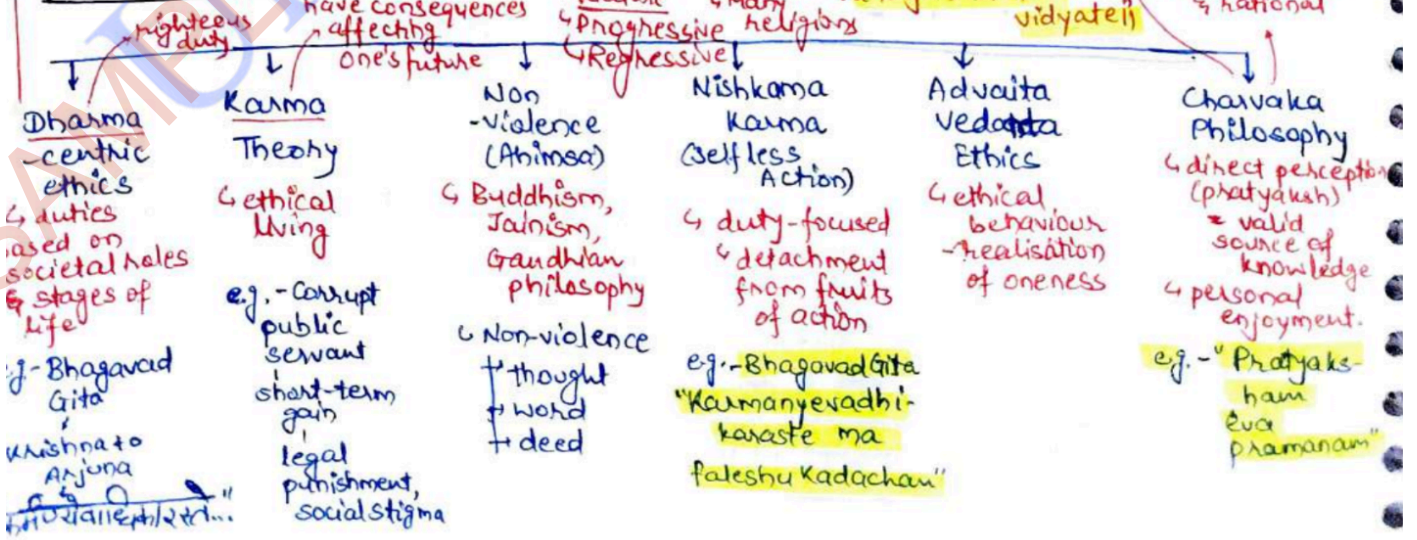 have consequences
affecting
one's future
righteous
duty
Progressive
Regressive
religions
vidyate॥
rational
Dharma
-centric
ethics
duties
ased on
societal roles
stages of
life
g-Bhagavad
Gita
Krishna to
Arjuna
Karma
Theory
ethical
living
e.g.-Corrupt
public
servant
short-term
gain
legal
punishment,
social stigma
Non
-violence
(Ahimsa)
Buddhism,
Jainism,
Gandhian
philosophy
Non-violence
thought
word
deed
Nishkama
Karma
(selfless
Action)
duty-focused
detachment
from fruits
of action
e.g.-Bhagavad Gita
"Karmanyevadhi-
karaste ma
faleshu Kadachan"
Advaita
Vedanta
Ethics
ethical
behaviour
-realisation
of oneness
Charvaka
Philosophy
direct perception
(pratyaksh)
valid
source of
knowledge
personal
enjoyment.
e.g.-"Pratyaks-
ham
eva
pramanam"